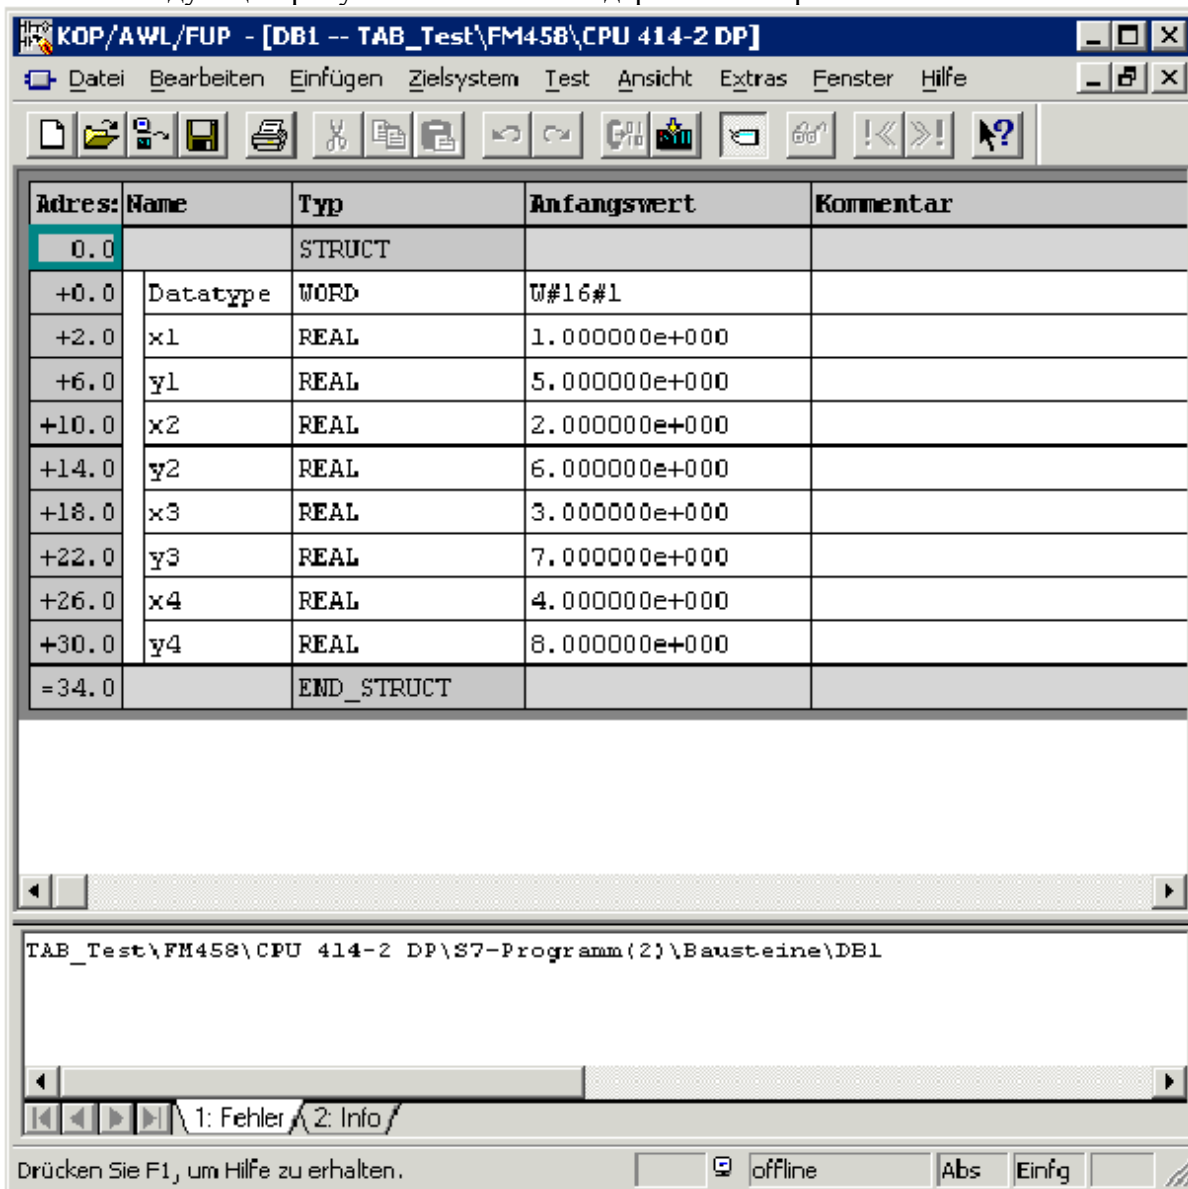 KOP/AWL/FUP - [DB1 -- TAB_Test\FM458\CPU 414-2 DP]
Datei Bearbeiten Einfügen Zielsystem Test Ansicht Extras Fenster Hilfe
Adres: Name Typ Anfangswert Kommentar
0.0 STRUCT
+0.0 Datatype WORD W#16#1
+2.0 x1 REAL 1.000000e+000
+6.0 y1 REAL 5.000000e+000
+10.0 x2 REAL 2.000000e+000
+14.0 y2 REAL 6.000000e+000
+18.0 x3 REAL 3.000000e+000
+22.0 y3 REAL 7.000000e+000
+26.0 x4 REAL 4.000000e+000
+30.0 y4 REAL 8.000000e+000
=34.0 END_STRUCT
TAB_Test\FM458\CPU 414-2 DP\S7-Programm(2)\Bausteine\DB1
1: Fehler 2: Info
Drücken Sie F1, um Hilfe zu erhalten. offline Abs Einfg